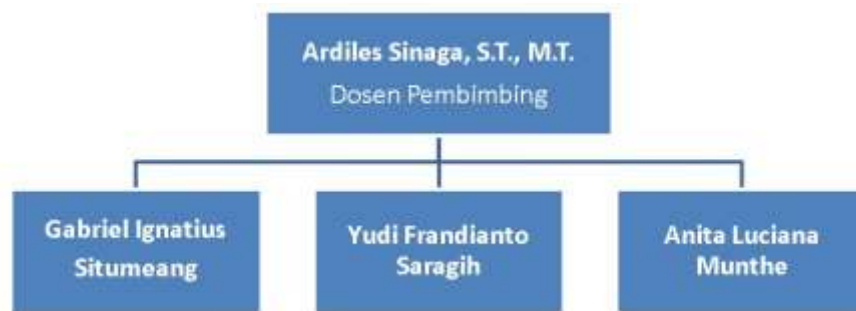 Ardiles Sinaga, S.T., M.T.
Dosen Pembimbing
Gabriel Ignatius
Situmeang
Yudi Frandianto
Saragih
Anita Luciana
Munthe